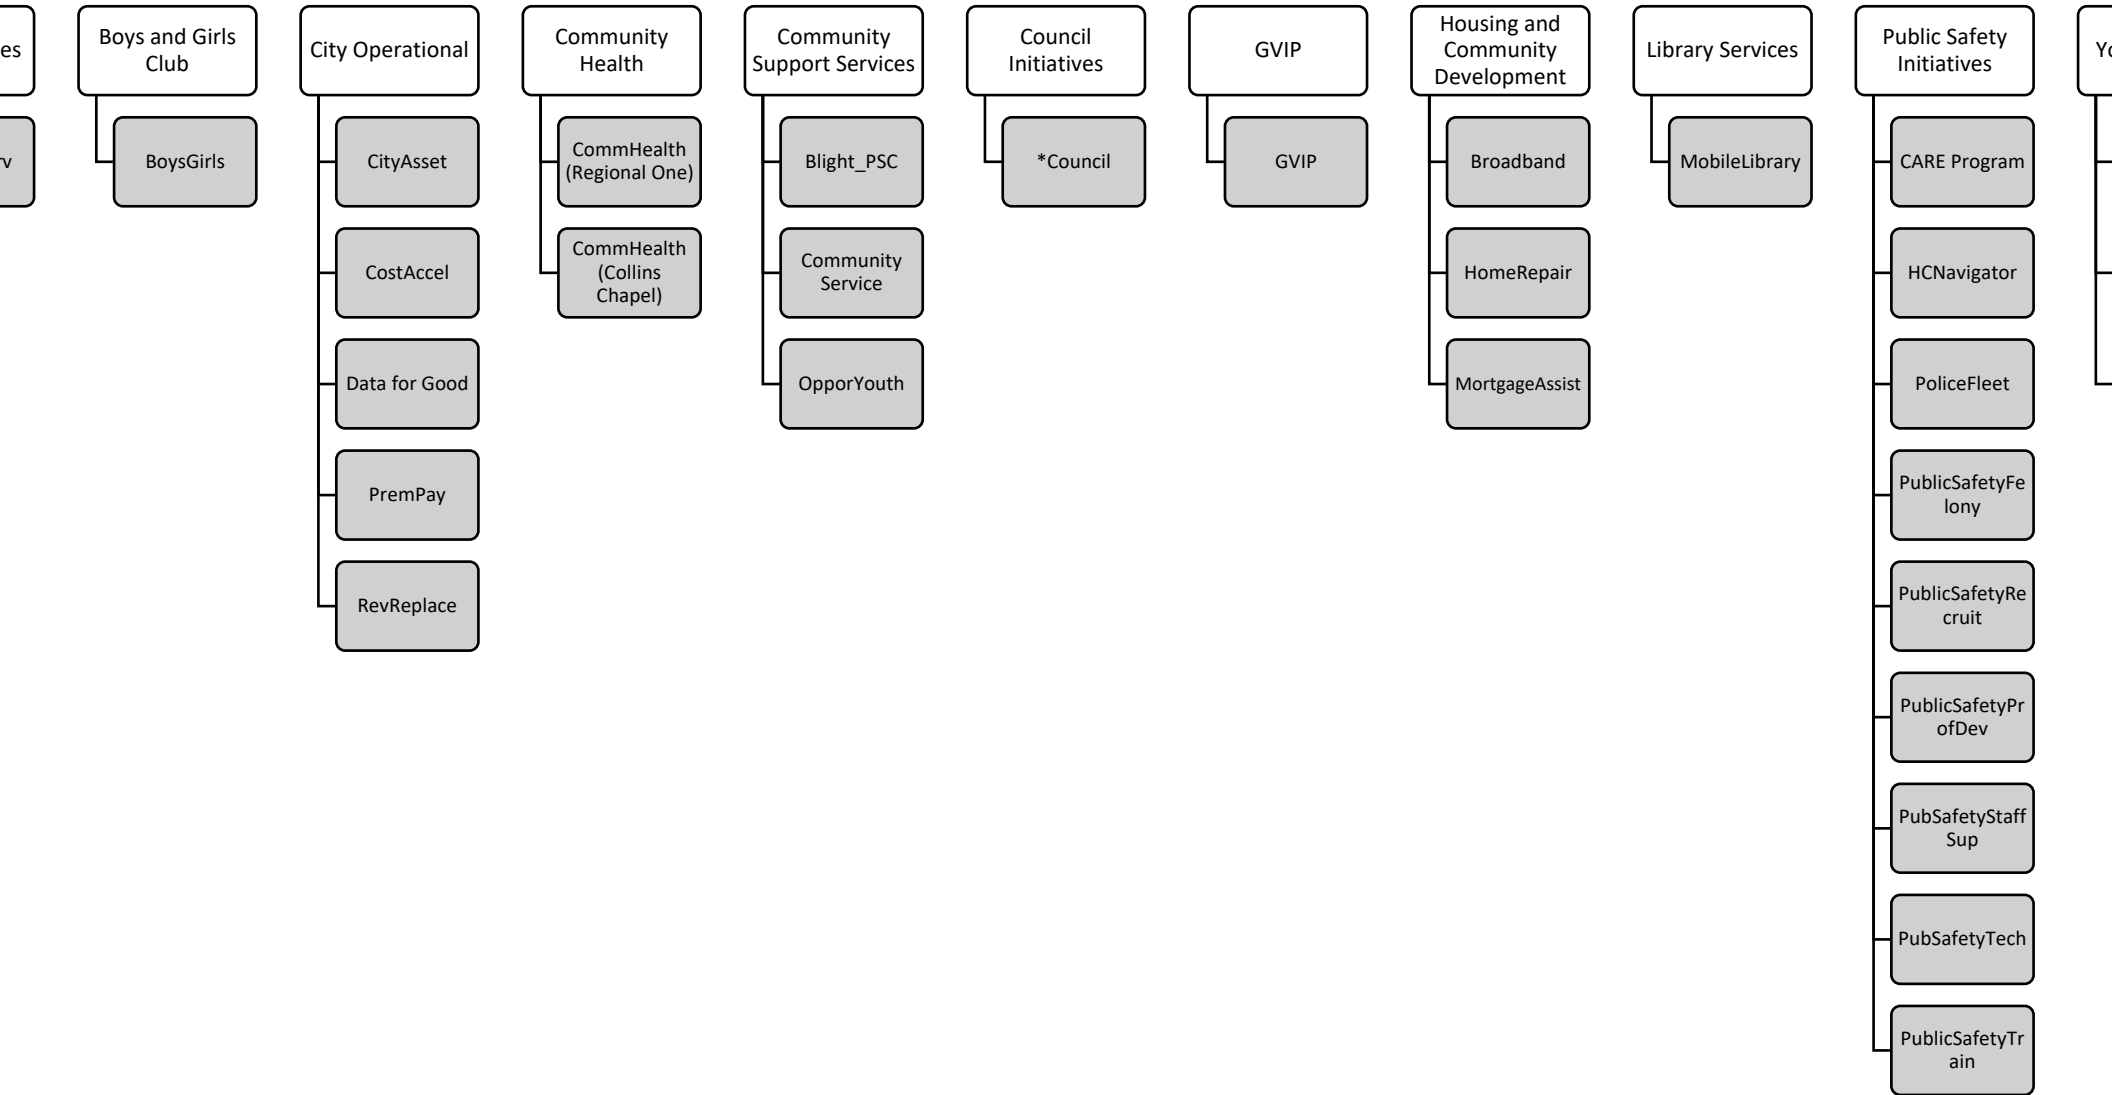 es
Boys and Girls
Club
City Operational
Community
Health
Community
Support Services
Council
Initiatives
GVIP
Housing and
Community
Development
Library Services
Public Safety
Initiatives
Yo
v
BoysGirls
CityAsset
CostAccel
Data for Good
PremPay
RevReplace
CommHealth
(Regional One)
CommHealth
(Collins
Chapel)
Blight_PSC
Community
Service
OpporYouth
*Council
GVIP
Broadband
HomeRepair
MortgageAssist
MobileLibrary
CARE Program
HCNavigator
PoliceFleet
PublicSafetyFe
lony
PublicSafetyRe
cruit
PublicSafetyPr
ofDev
PubSafetyStaff
Sup
PubSafetyTech
PublicSafetyTr
ain